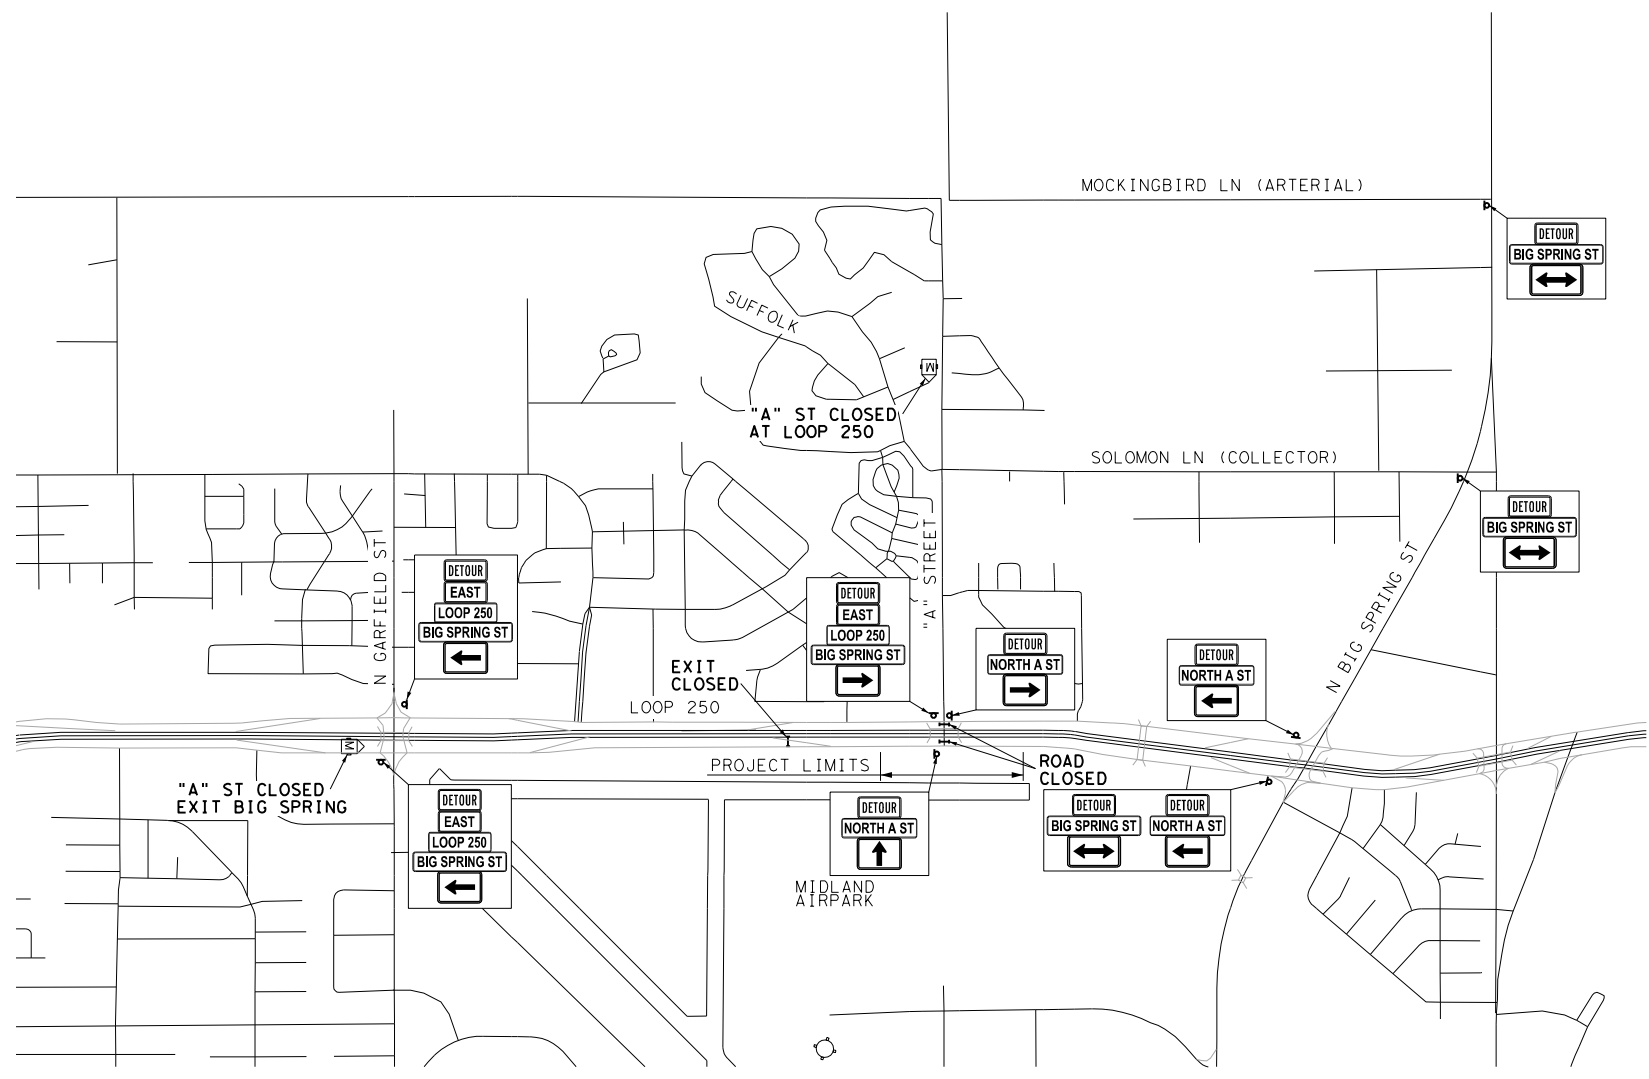 MOCKINGBIRD LN (ARTERIAL)
DETOUR
BIG SPRING ST
SUFFOLK
"A" ST CLOSED
AT LOOP 250
M
SOLOMON LN (COLLECTOR)
DETOUR
BIG SPRING ST
N GARFIELD ST
DETOUR
EAST
LOOP 250
BIG SPRING ST
"A" STREET
DETOUR
EAST
LOOP 250
BIG SPRING ST
DETOUR
NORTH A ST
DETOUR
NORTH A ST
N BIG SPRING ST
EXIT
CLOSED
LOOP 250
M
PROJECT LIMITS
ROAD
CLOSED
"A" ST CLOSED
EXIT BIG SPRING
DETOUR
EAST
LOOP 250
BIG SPRING ST
DETOUR
NORTH A ST
DETOUR
BIG SPRING ST
DETOUR
NORTH A ST
MIDLAND
AIRPARK